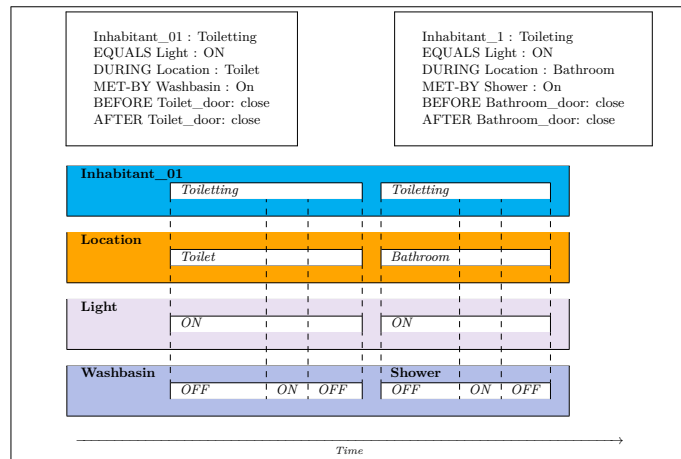 Inhabitant_01 : Toiletting
EQUALS Light : ON
DURING Location : Toilet
MET-BY Washbasin : On
BEFORE Toilet_door: close
AFTER Toilet_door: close
Inhabitant_1 : Toileting
EQUALS Light : ON
DURING Location : Bathroom
MET-BY Shower : On
BEFORE Bathroom_door: close
AFTER Bathroom_door: close
Inhabitant_01
Toiletting Toiletting
Location
Toilet Bathroom
Light
ON ON
Washbasin Shower
OFF ON OFF OFF ON OFF
Time